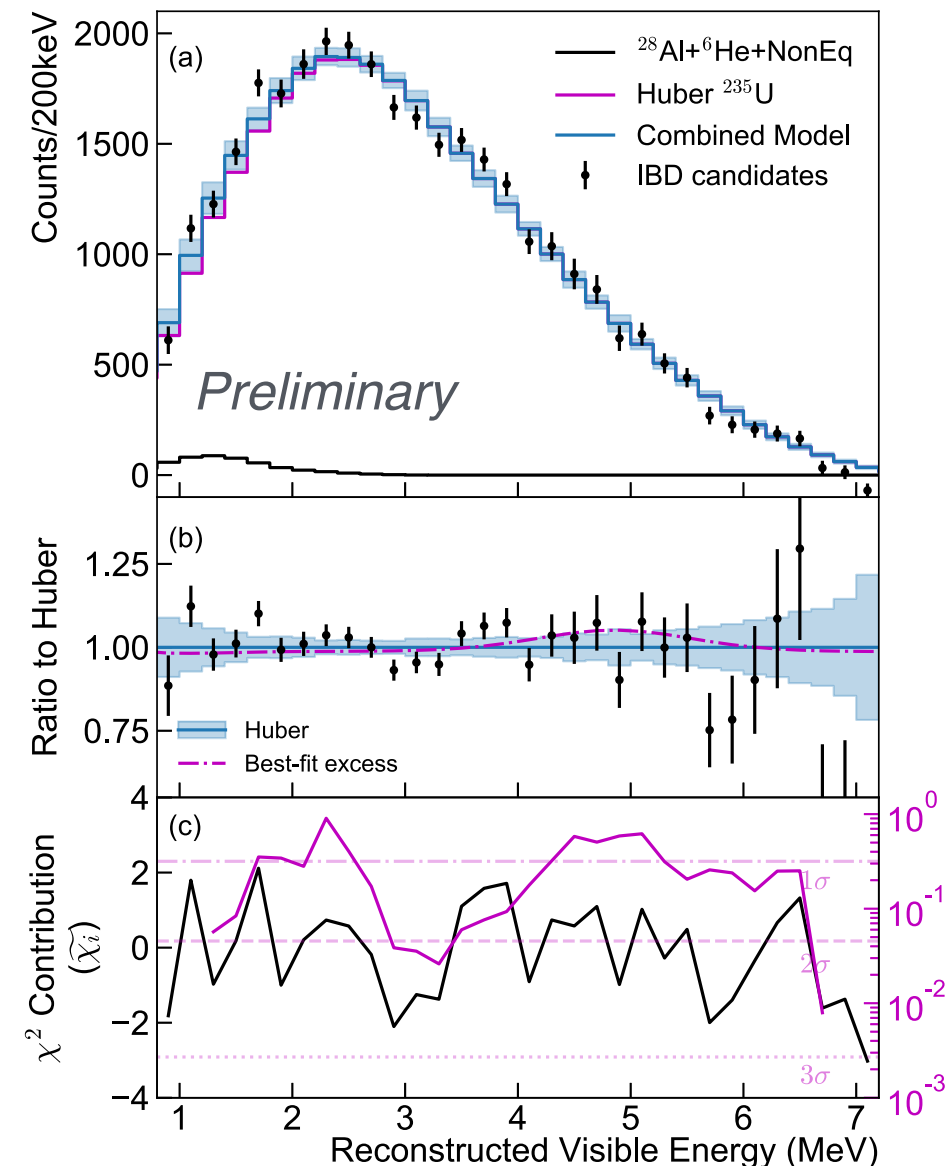 2000
1500
1000
500
0
Counts/200keV
(a)
²⁸Al+⁶He+NonEq
Huber ²³⁵U
Combined Model
IBD candidates
Preliminary
1.25
1.00
0.75
Ratio to Huber
(b)
Huber
Best-fit excess
4
2
0
−2
−4
χ² Contribution
(χ̃ᵢ)
(c)
1σ
2σ
3σ
10⁰
10⁻¹
10⁻²
10⁻³
1 2 3 4 5 6 7
Reconstructed Visible Energy (MeV)